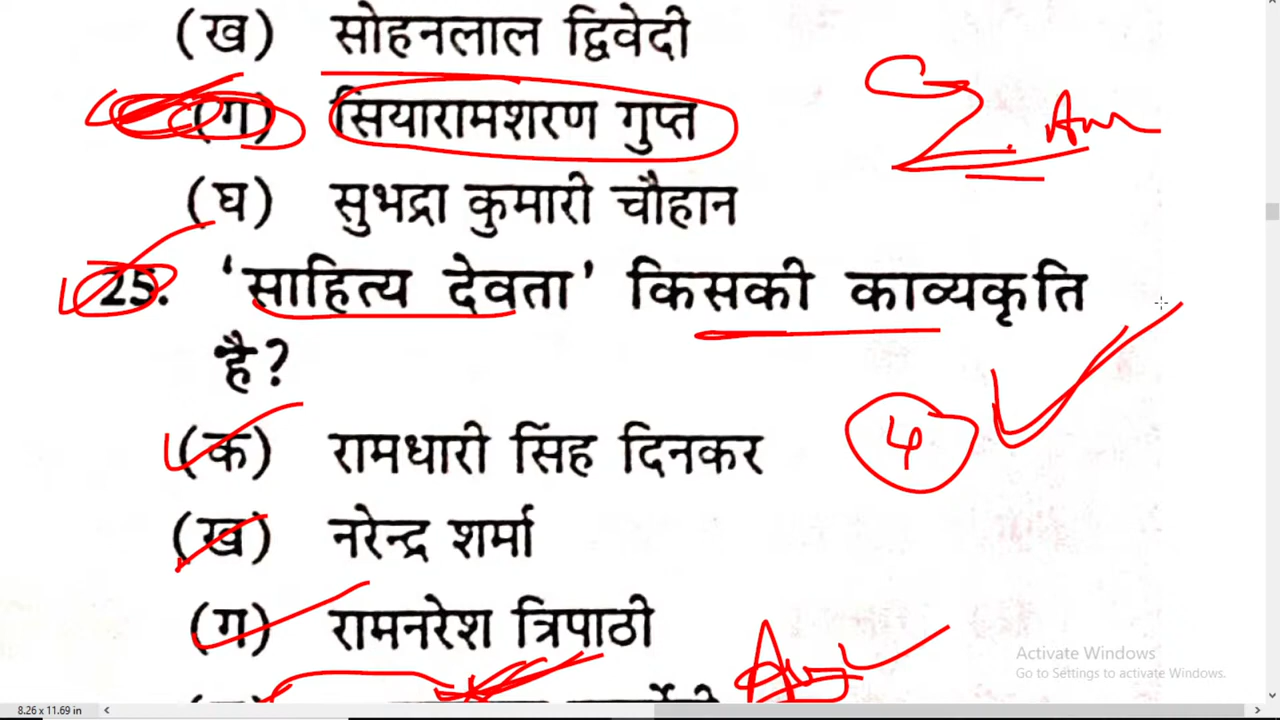 (ख) सोहनलाल द्विवेदी
(ग) सियारामशरण गुप्त
Ans
(घ) सुभद्रा कुमारी चौहान
25. 'साहित्य देवता' किसकी काव्यकृति
है?
(क) रामधारी सिंह दिनकर
4
(ख) नरेन्द्र शर्मा
(ग) रामनरेश त्रिपाठी
Activate Windows
Go to Settings to activate Windows.
8.26 x 11.69 in